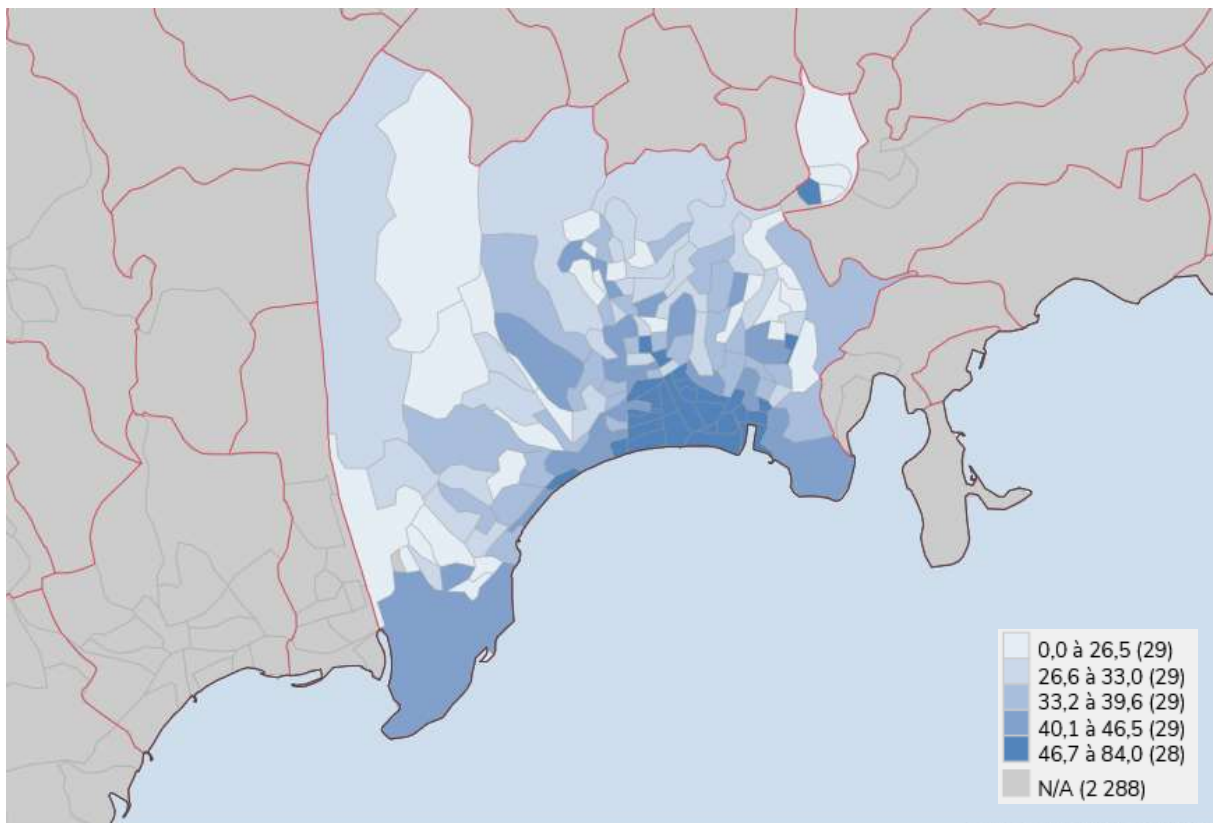 0,0 à 26,5 (29)
26,6 à 33,0 (29)
33,2 à 39,6 (29)
40,1 à 46,5 (29)
46,7 à 84,0 (28)
N/A (2 288)